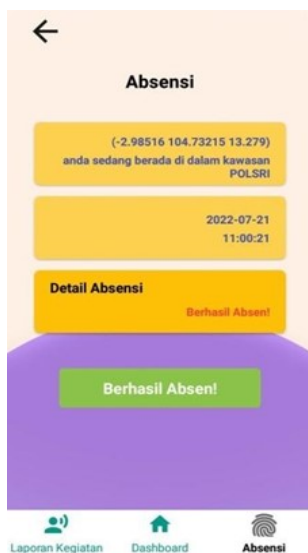 Absensi
(-2.98516 104.73215 13.279)
anda sedang berada di dalam kawasan
POLSRI
2022-07-21
11:00:21
Detail Absensi
Berhasil Absen!
Berhasil Absen!
Laporan Kegiatan
Dashboard
Absensi